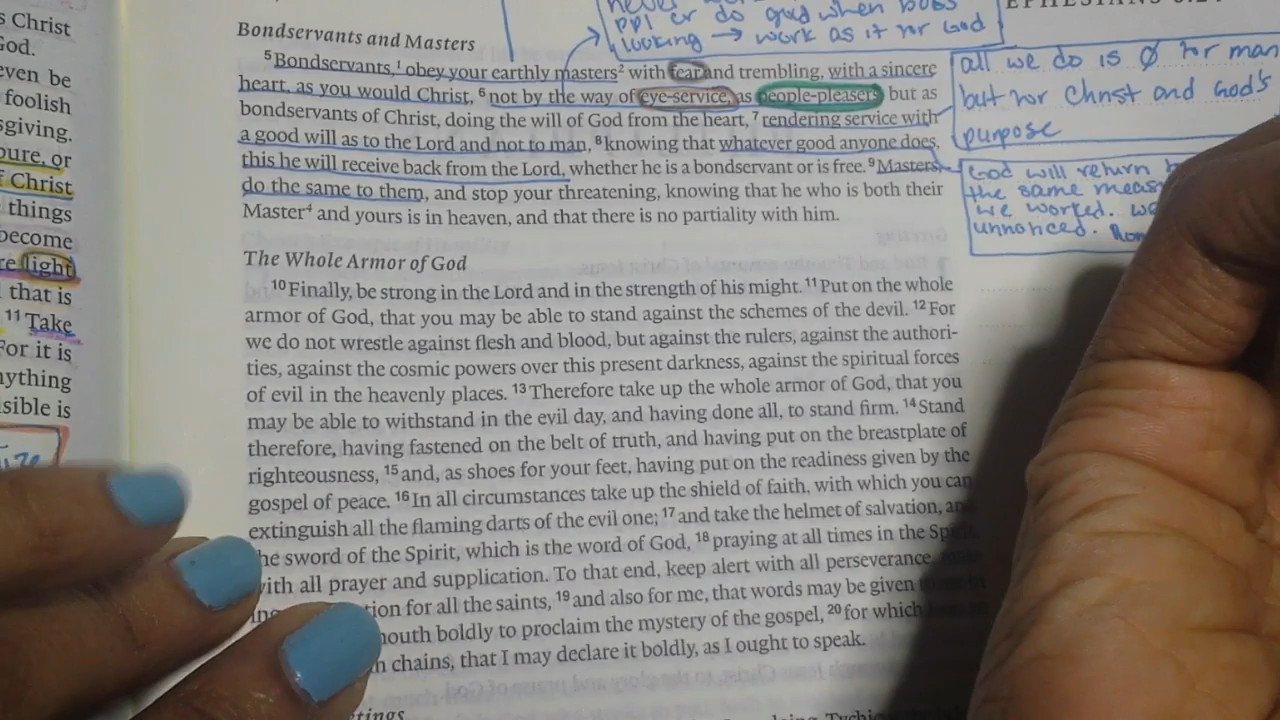 s Christ
God.
even be
foolish
sgiving.
pure, or
f Christ
things
become
re light
that is
11 Take
For it is
nything
sible is
ppl or do good when boss
looking → work as if for God
Bondservants and Masters
5 Bondservants,1 obey your earthly masters2 with fear and trembling, with a sincere
heart, as you would Christ, 6 not by the way of eye-service, as people-pleasers, but as
bondservants of Christ, doing the will of God from the heart, 7 rendering service with
a good will as to the Lord and not to man, 8 knowing that whatever good anyone does,
this he will receive back from the Lord, whether he is a bondservant or is free. 9 Masters,
do the same to them, and stop your threatening, knowing that he who is both their
Master4 and yours is in heaven, and that there is no partiality with him.
The Whole Armor of God
10 Finally, be strong in the Lord and in the strength of his might. 11 Put on the whole
armor of God, that you may be able to stand against the schemes of the devil. 12 For
we do not wrestle against flesh and blood, but against the rulers, against the authori-
ties, against the cosmic powers over this present darkness, against the spiritual forces
of evil in the heavenly places. 13 Therefore take up the whole armor of God, that you
may be able to withstand in the evil day, and having done all, to stand firm. 14 Stand
therefore, having fastened on the belt of truth, and having put on the breastplate of
righteousness, 15 and, as shoes for your feet, having put on the readiness given by the
gospel of peace. 16 In all circumstances take up the shield of faith, with which you can
extinguish all the flaming darts of the evil one; 17 and take the helmet of salvation, an
he sword of the Spirit, which is the word of God, 18 praying at all times in the Sp
with all prayer and supplication. To that end, keep alert with all perseverance
tion for all the saints, 19 and also for me, that words may be given
mouth boldly to proclaim the mystery of the gospel, 20 for which
n chains, that I may declare it boldly, as I ought to speak.
tings
all we do is Ø for man
but for Christ and God's
purpose
God will return
the same meas
we worked.
unnoticed. Rom